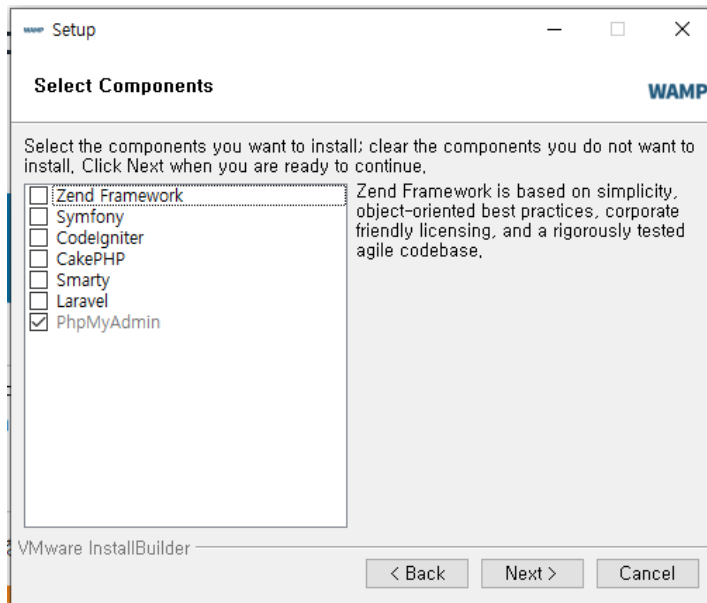 WAMP Setup
Select Components
WAMP
Select the components you want to install; clear the components you do not want to
install. Click Next when you are ready to continue.
Zend Framework
Symfony
CodeIgniter
CakePHP
Smarty
Laravel
PhpMyAdmin
Zend Framework is based on simplicity,
object-oriented best practices, corporate
friendly licensing, and a rigorously tested
agile codebase.
VMware InstallBuilder
< Back
Next >
Cancel